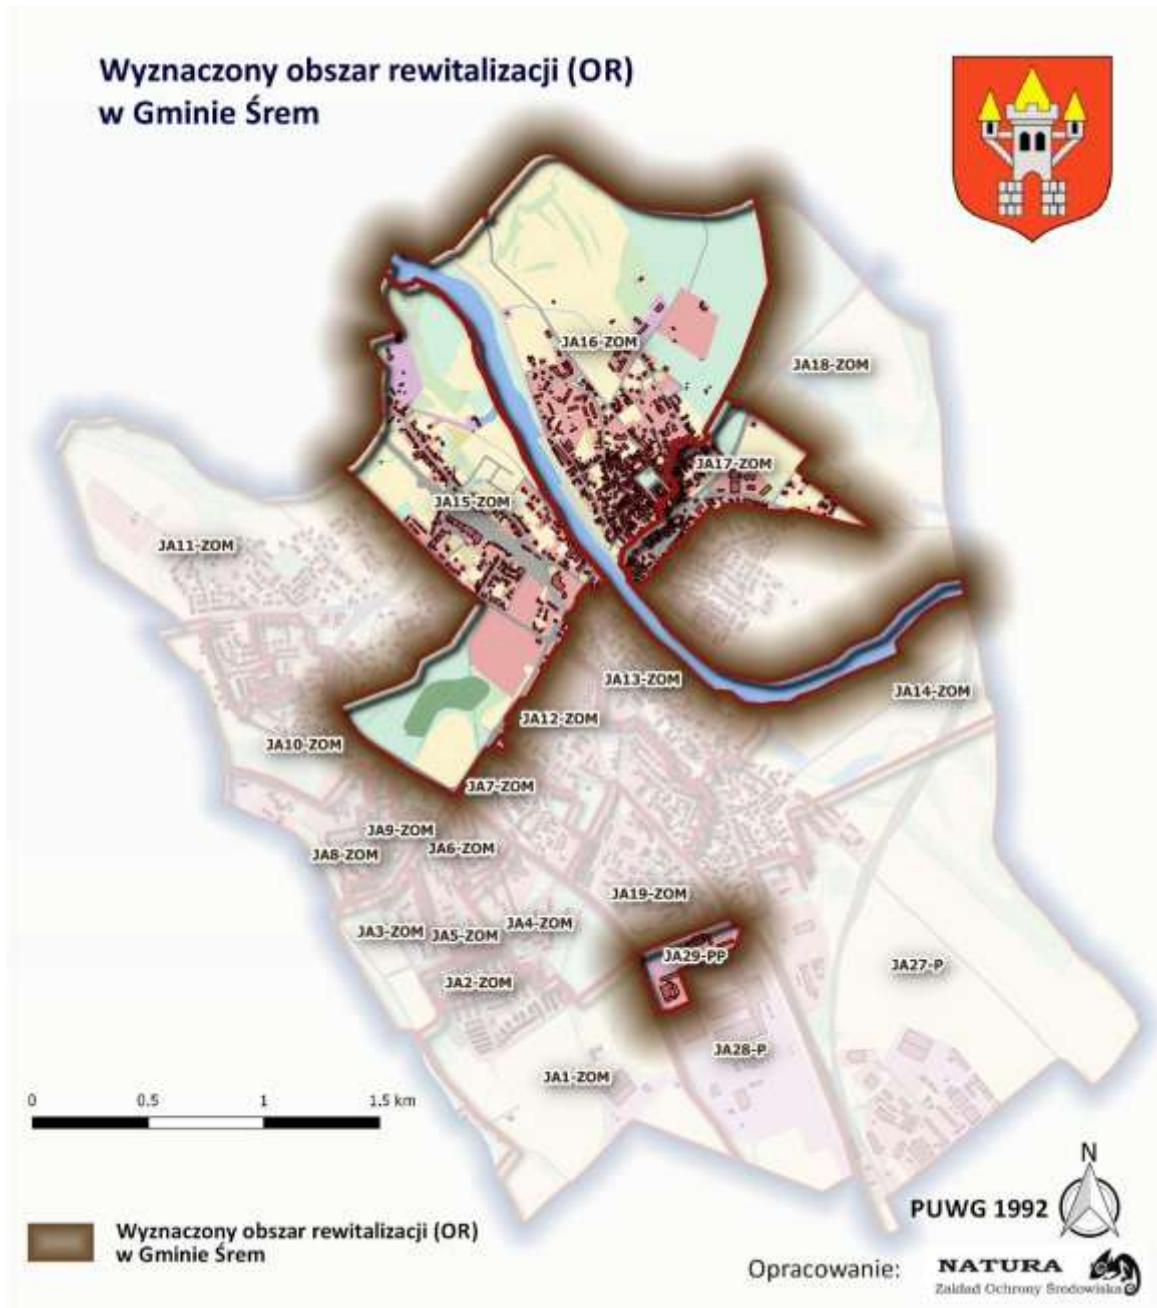 Wyznaczony obszar rewitalizacji (OR)
w Gminie Śrem
JA16-ZOM
JA18-ZOM
JA17-ZOM
JA15-ZOM
JA11-ZOM
JA13-ZOM
JA14-ZOM
JA12-ZOM
JA10-ZOM
JA7-ZOM
JA9-ZOM
JA6-ZOM
JA8-ZOM
JA19-ZOM
JA4-ZOM
JA3-ZOM
JA5-ZOM
JA29-PP
JA27-P
JA2-ZOM
JA28-P
JA1-ZOM
0 0.5 1 1.5 km
N
PUWG 1992
Wyznaczony obszar rewitalizacji (OR)
w Gminie Śrem
Opracowanie:
NATURA
Zakład Ochrony Środowiska